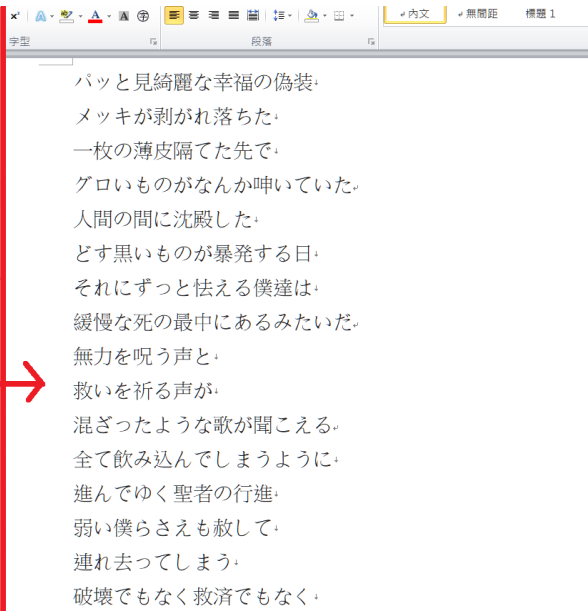 內文
無間距
標題 1
字型
段落
パッと見綺麗な幸福の偽装
メッキが剥がれ落ちた
一枚の薄皮隔てた先で
グロいものがなんか呻いていた
人間の間に沈殿した
どす黒いものが暴発する日
それにずっと怯える僕達は
緩慢な死の最中にあるみたいだ
無力を呪う声と
救いを祈る声が
混ざったような歌が聞こえる
全て飲み込んでしまうように
進んでゆく聖者の行進
弱い僕らさえも赦して
連れ去ってしまう
破壊でもなく救済でもなく